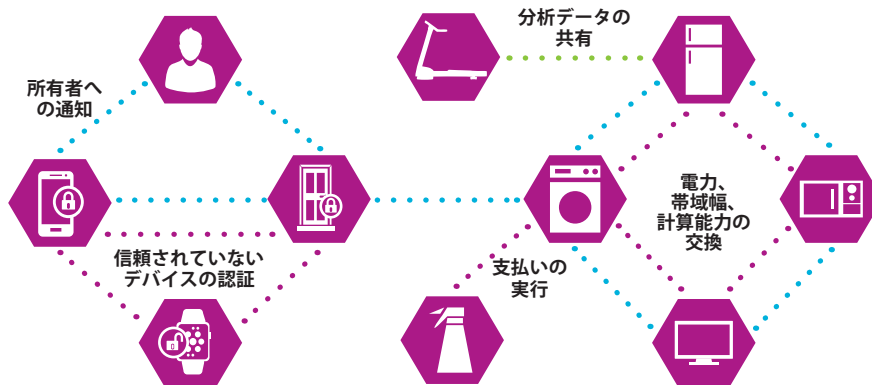 分析データの
共有
所有者へ
の通知
電力、
帯域幅、
計算能力の
交換
信頼されていない
デバイスの認証
支払いの
実行